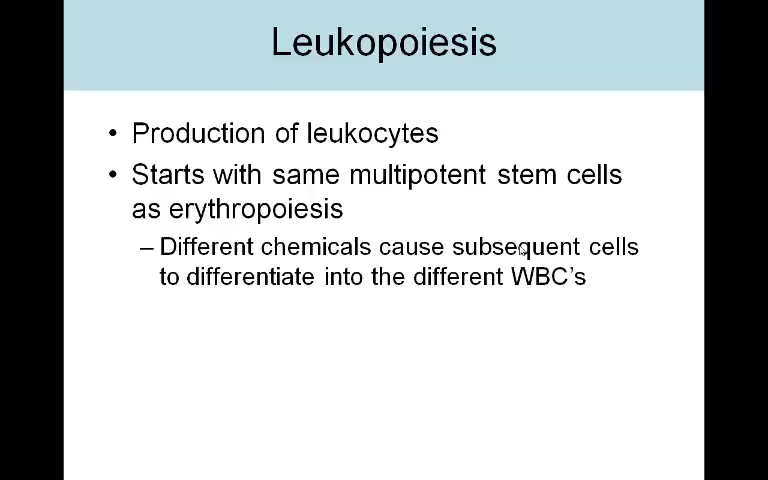 Leukopoiesis
• Production of leukocytes
• Starts with same multipotent stem cells
as erythropoiesis
– Different chemicals cause subsequent cells
to differentiate into the different WBC's